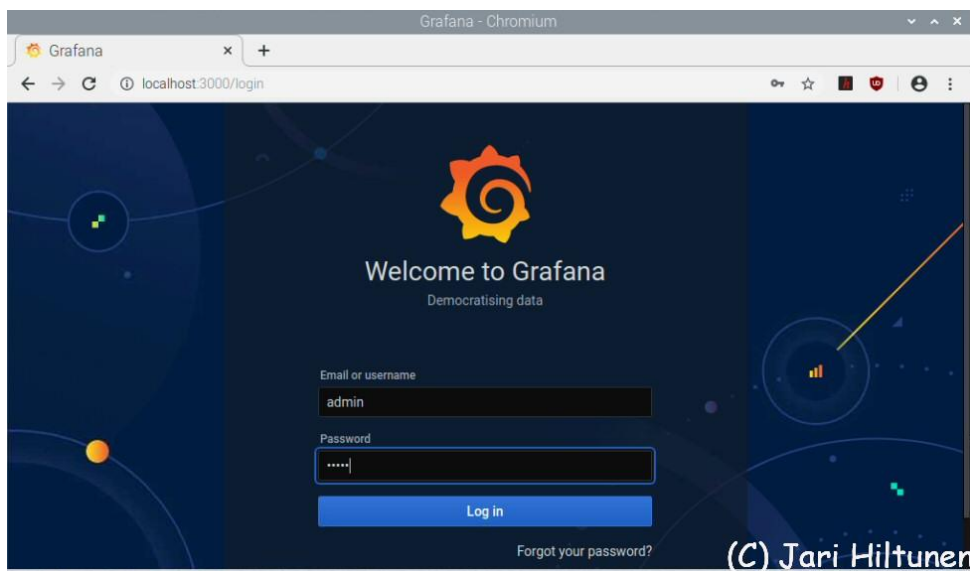 Grafana - Chromium
Grafana
localhost:3000/login
Welcome to Grafana
Democratising data
Email or username
admin
Password
•••••
Log in
Forgot your password?
(C) Jari Hiltunen